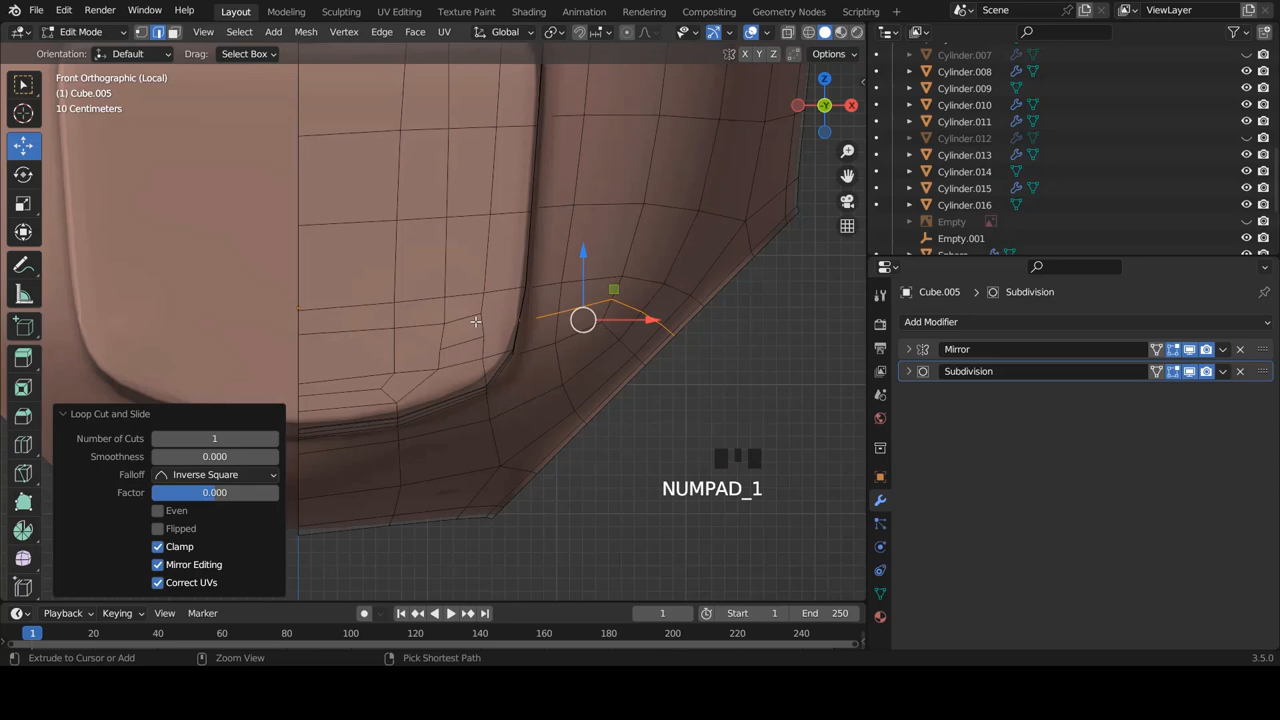 File Edit Render Window Help Layout Modeling Sculpting UV Editing Texture Paint Shading Animation Rendering Compositing Geometry Nodes Scripting Scene ViewLayer
Edit Mode View Select Add Mesh Vertex Edge Face UV Global
Orientation: Default Drag: Select Box X Y Z Options
Front Orthographic (Local)
(1) Cube.005
10 Centimeters
Z
Y
X
Cylinder.007
Cylinder.008
Cylinder.009
Cylinder.010
Cylinder.011
Cylinder.012
Cylinder.013
Cylinder.014
Cylinder.015
Cylinder.016
Empty
Empty.001
Cube.005 Subdivision
Add Modifier
Mirror
Subdivision
Loop Cut and Slide
Number of Cuts 1
Smoothness 0.000
Falloff Inverse Square
Factor 0.000
Even
Flipped
Clamp
Mirror Editing
Correct UVs
NUMPAD_1
Playback Keying View Marker 1 Start 1 End 250
1 20 40 60 80 100 120 140 160 180 200 220 240
Extrude to Cursor or Add Zoom View Pick Shortest Path 3.5.0